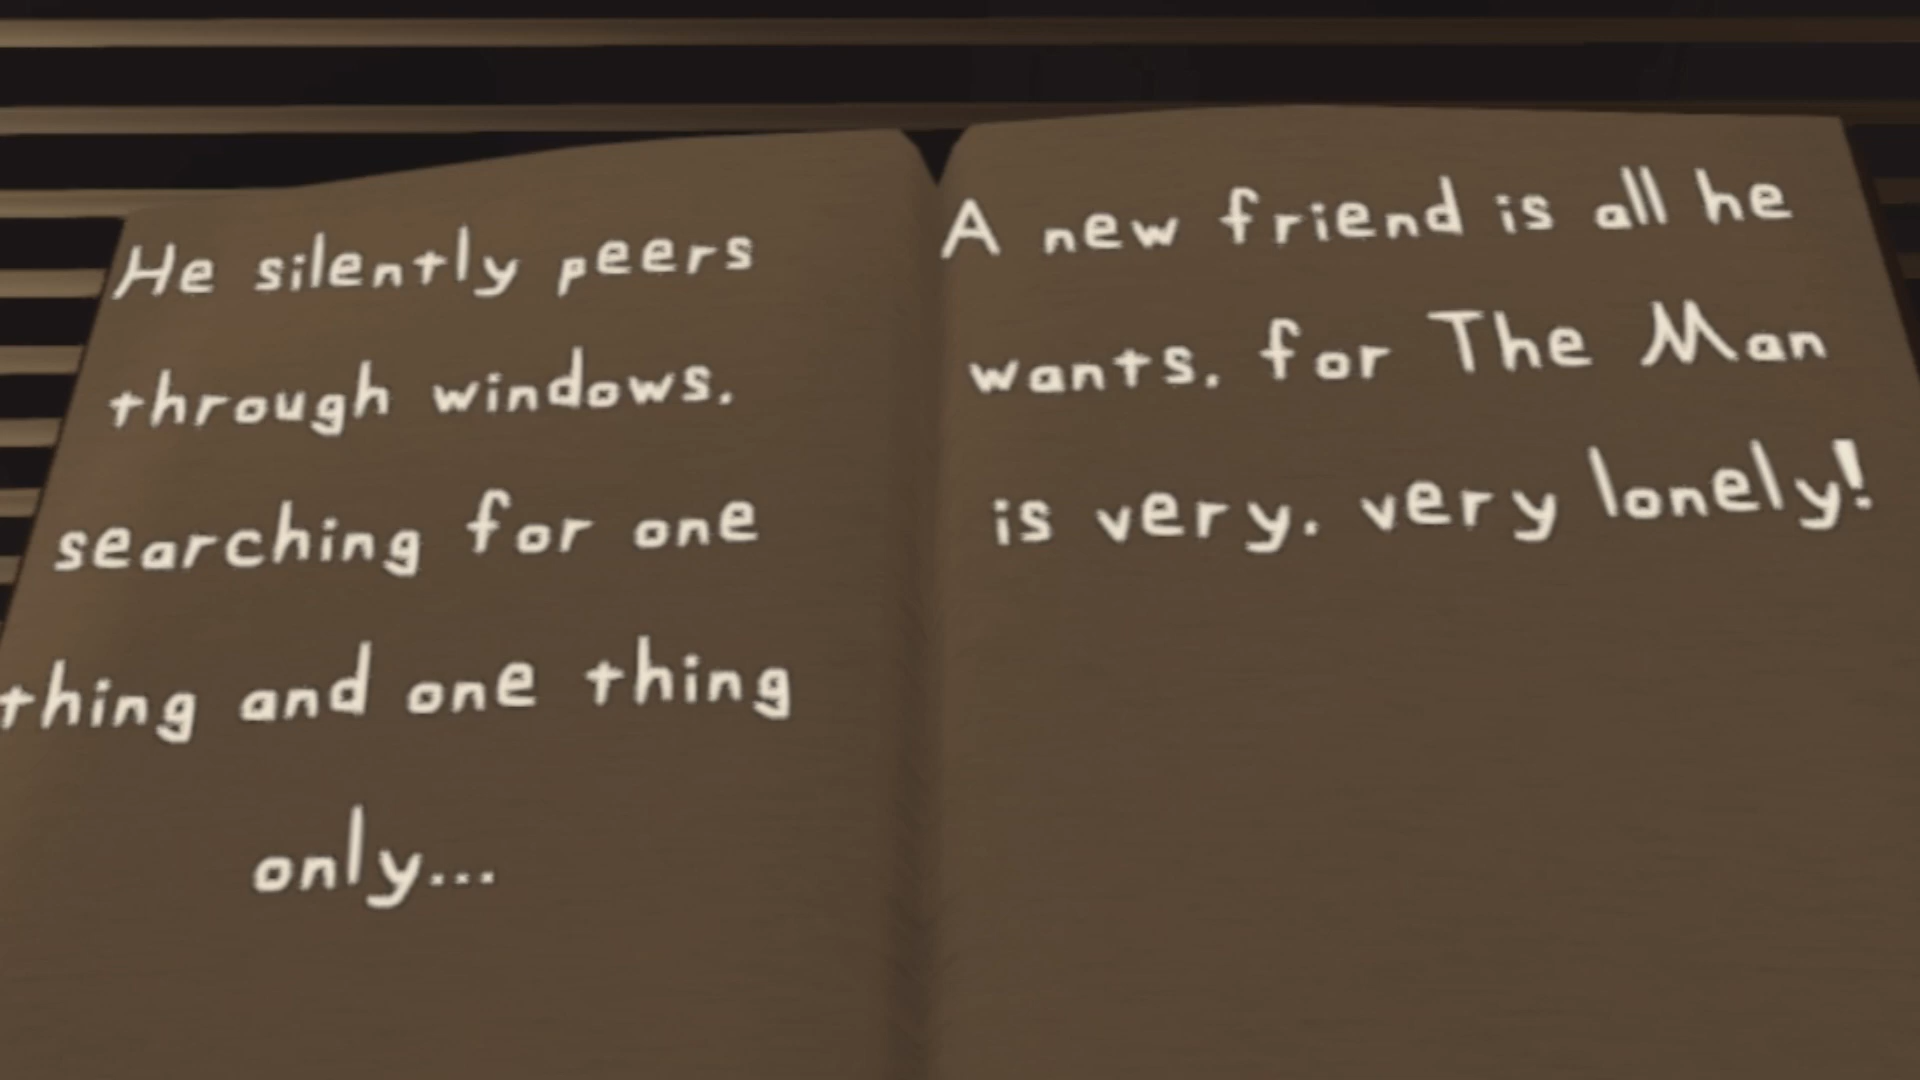 He silently peers
through windows,
searching for one
thing and one thing
only...
A new friend is all he
wants, for The Man
is very, very lonely!